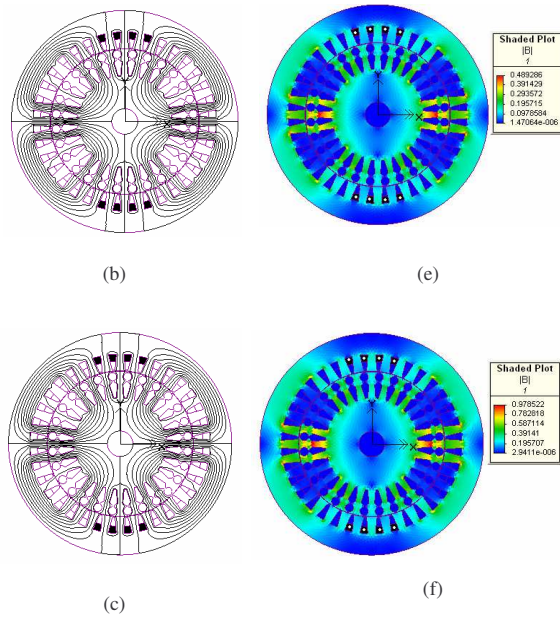 Shaded Plot
|B|
1
0.489286
0.391429
0.293572
0.195715
0.0978584
1.47064e-006
(b)
(e)
Shaded Plot
|B|
1
0.978522
0.782818
0.587114
0.39141
0.195707
2.9411e-006
(c)
(f)